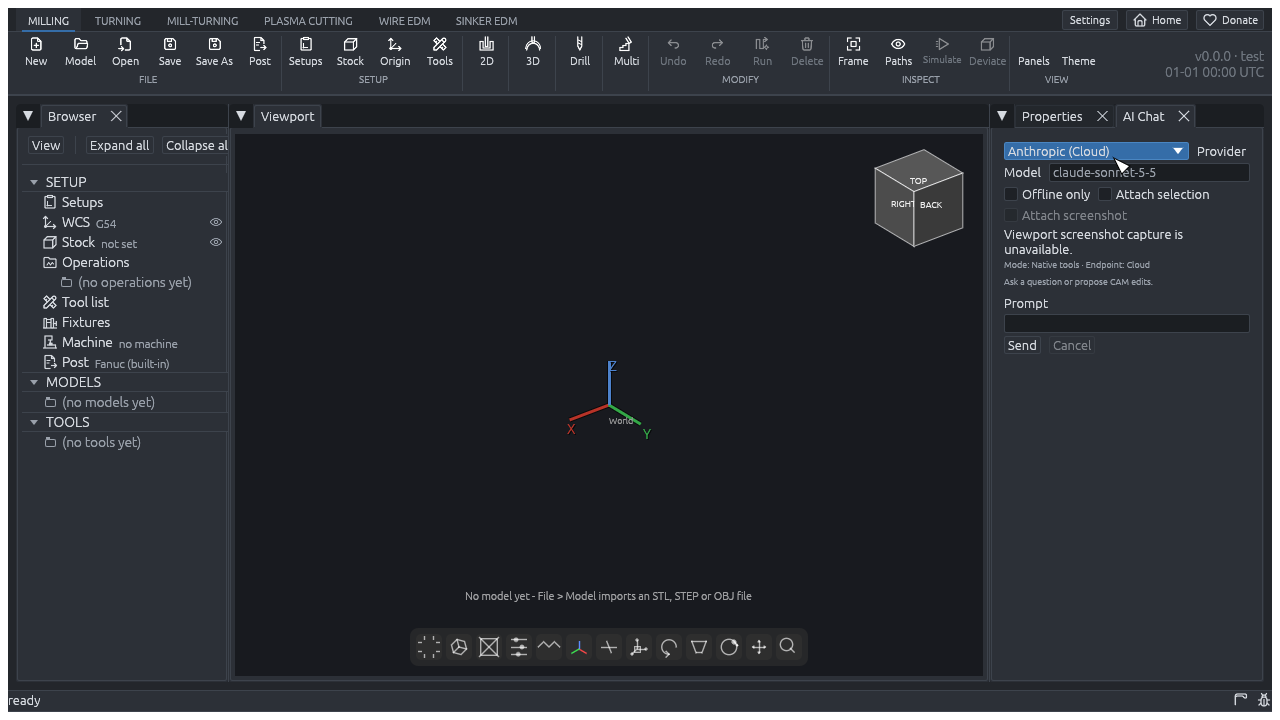 MILLING TURNING MILL-TURNING PLASMA CUTTING WIRE EDM SINKER EDM Settings Home Donate
New Model Open Save Save As Post Setups Stock Origin Tools 2D 3D Drill Multi Undo Redo Run Delete Frame Paths Simulate Deviate Panels Theme
FILE SETUP MODIFY INSPECT VIEW
v0.0.0 · test
01-01 00:00 UTC
Browser
View Expand all Collapse al
SETUP
Setups
WCS G54
Stock not set
Operations
(no operations yet)
Tool list
Fixtures
Machine no machine
Post Fanuc (built-in)
MODELS
(no models yet)
TOOLS
(no tools yet)
Viewport
TOP
RIGHT BACK
Z
World
X
Y
No model yet - File > Model imports an STL, STEP or OBJ file
Properties AI Chat
Anthropic (Cloud) Provider
Model claude-sonnet-5-5
Offline only Attach selection
Attach screenshot
Viewport screenshot capture is
unavailable.
Mode: Native tools · Endpoint: Cloud
Ask a question or propose CAM edits.
Prompt
Send Cancel
ready